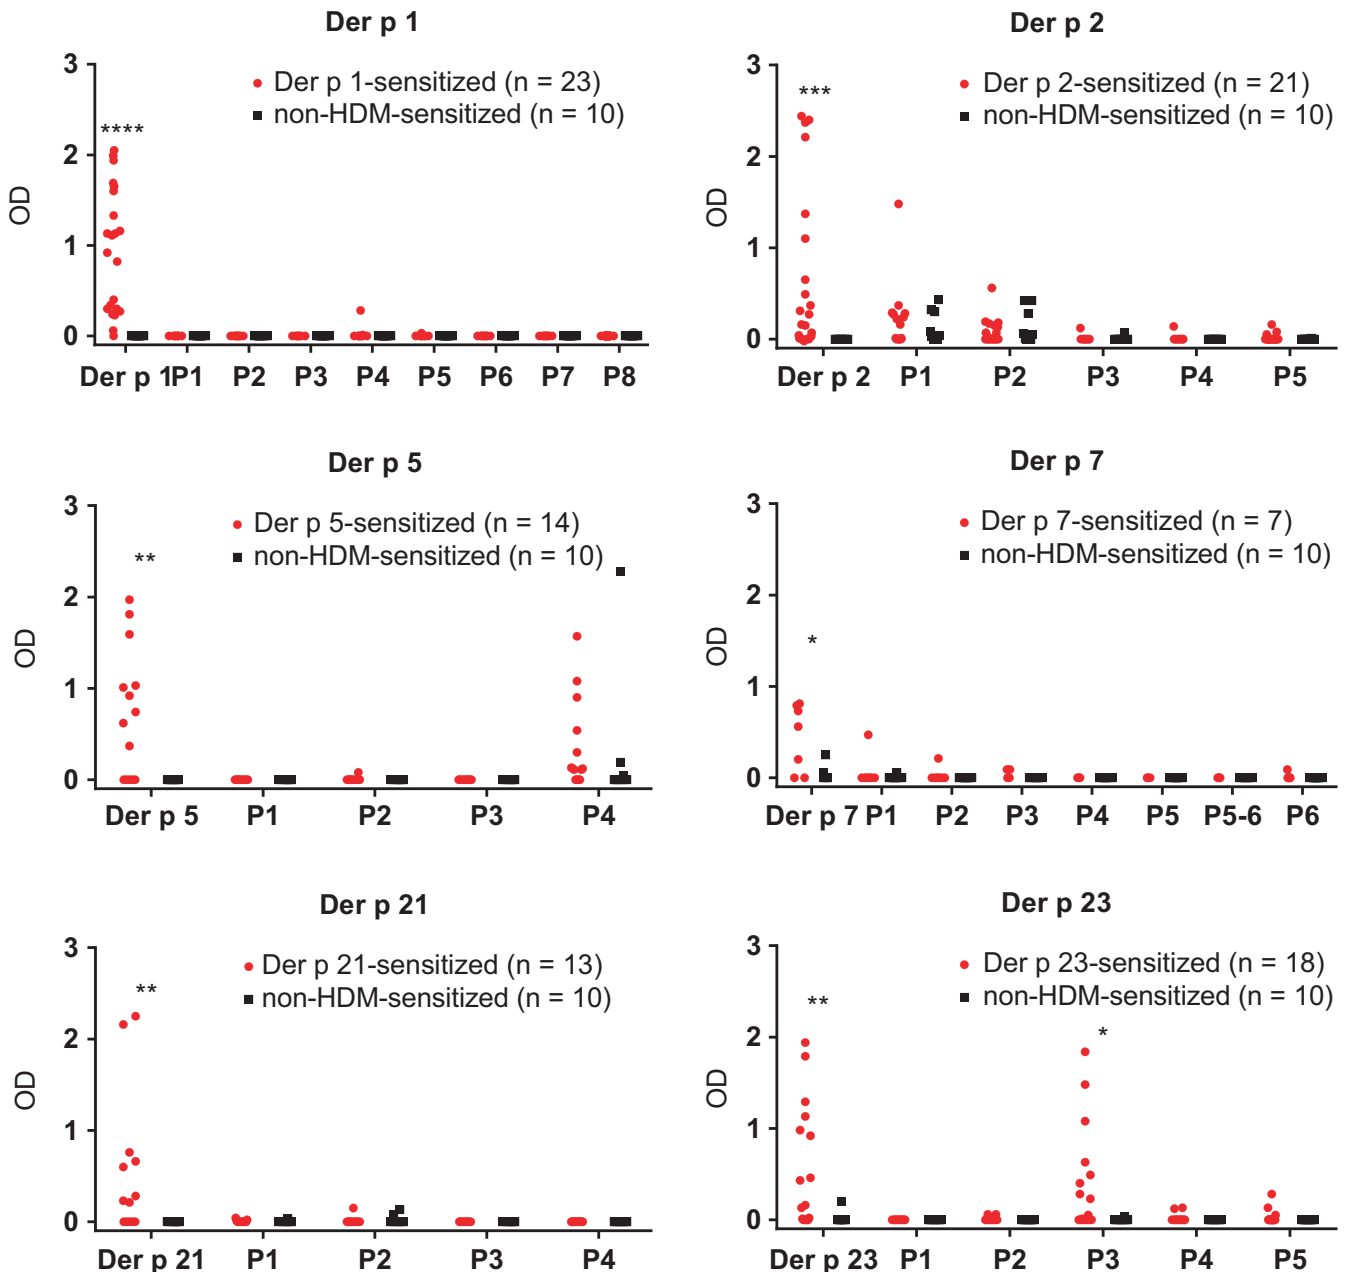 Der p 1
3
2
1
0
OD
****
Der p 1-sensitized (n = 23)
non-HDM-sensitized (n = 10)
Der p 1 P1 P2 P3 P4 P5 P6 P7 P8
Der p 2
3
2
1
0
OD
***
Der p 2-sensitized (n = 21)
non-HDM-sensitized (n = 10)
Der p 2 P1 P2 P3 P4 P5
Der p 5
3
2
1
0
OD
**
Der p 5-sensitized (n = 14)
non-HDM-sensitized (n = 10)
Der p 5 P1 P2 P3 P4
Der p 7
3
2
1
0
OD
*
Der p 7-sensitized (n = 7)
non-HDM-sensitized (n = 10)
Der p 7 P1 P2 P3 P4 P5 P5-6 P6
Der p 21
3
2
1
0
OD
**
Der p 21-sensitized (n = 13)
non-HDM-sensitized (n = 10)
Der p 21 P1 P2 P3 P4
Der p 23
3
2
1
0
OD
**
*
Der p 23-sensitized (n = 18)
non-HDM-sensitized (n = 10)
Der p 23 P1 P2 P3 P4 P5